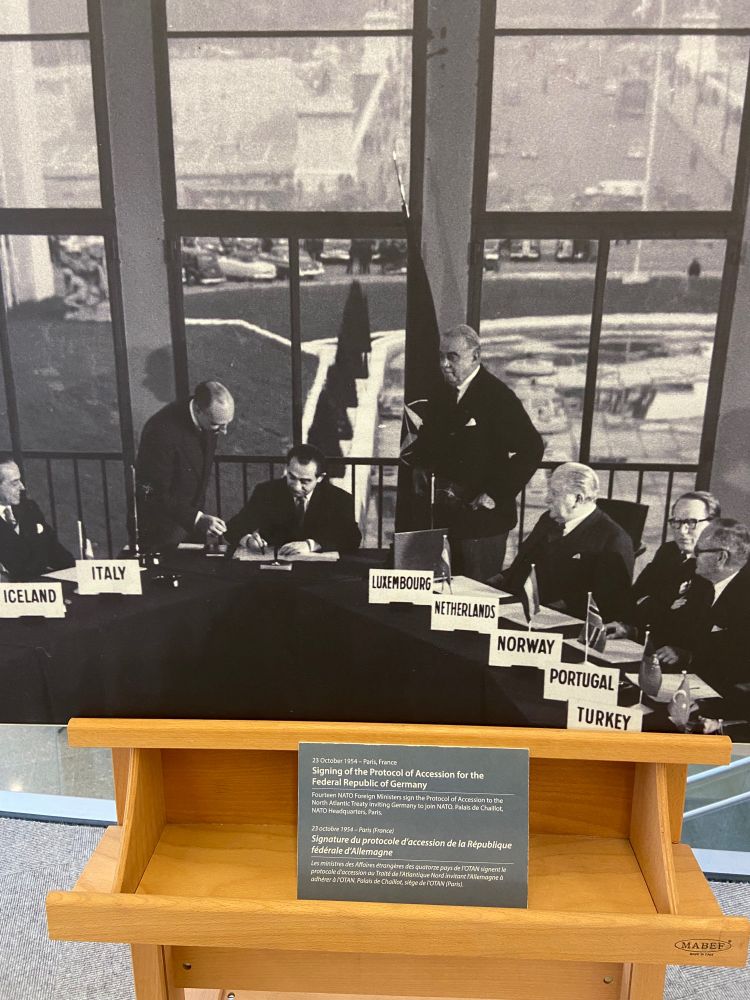 ICELAND
ITALY
LUXEMBOURG
NETHERLANDS
NORWAY
PORTUGAL
TURKEY
23 October 1954 – Paris, France
Signing of the Protocol of Accession for the
Federal Republic of Germany
Fourteen NATO Foreign Ministers sign the Protocol of Accession to the
North Atlantic Treaty inviting Germany to join NATO, Palais de Chaillot,
NATO Headquarters, Paris.
23 octobre 1954 – Paris (France)
Signature du protocole d'accession de la République
fédérale d'Allemagne
Les ministres des Affaires étrangères des quatorze pays de l'OTAN signent le
protocole d'accession au Traité de l'Atlantique Nord invitant l'Allemagne à
adhérer à l'OTAN. Palais de Chaillot, siège de l'OTAN (Paris).
MABEF
MADE IN ITALY